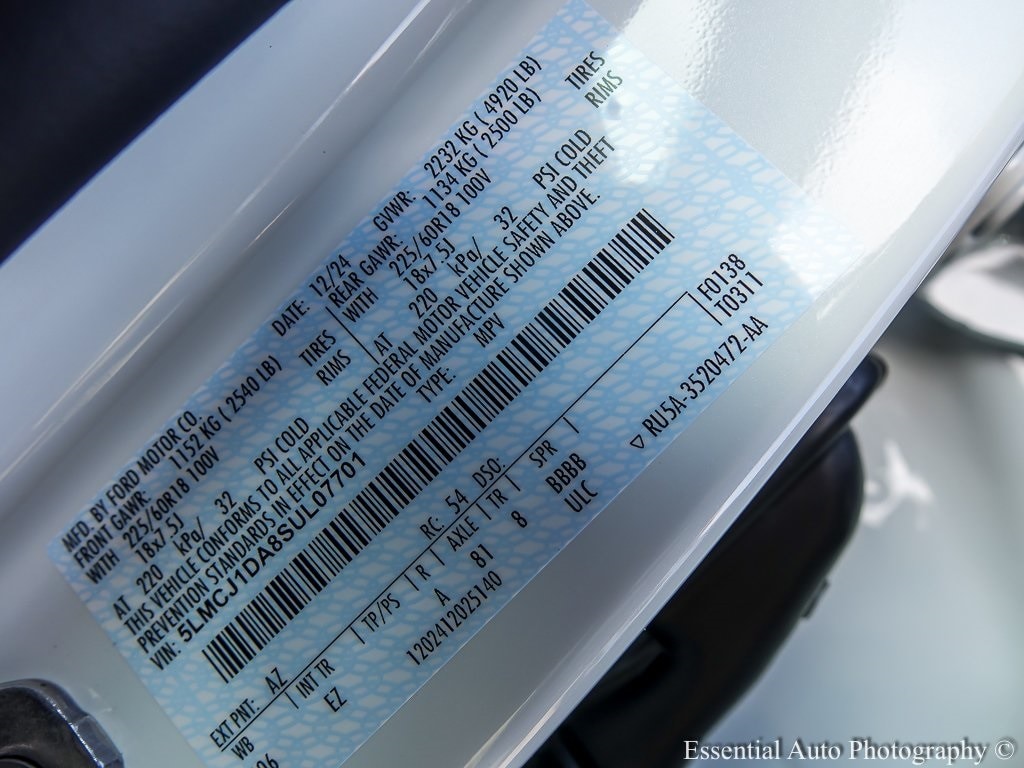 MFD. BY FORD MOTOR CO.
DATE: 12/24 GVWR: 2232 KG ( 4920 LB)
FRONT GAWR: 1152 KG ( 2540 LB) REAR GAWR: 1134 KG ( 2500 LB)
WITH 225/60R18 100V TIRES WITH 225/60R18 100V TIRES
18x7.5J RIMS 18x7.5J RIMS
AT 220 kPa/ 32 PSI COLD AT 220 kPa/ 32 PSI COLD
THIS VEHICLE CONFORMS TO ALL APPLICABLE FEDERAL MOTOR VEHICLE SAFETY AND THEFT
PREVENTION STANDARDS IN EFFECT ON THE DATE OF MANUFACTURE SHOWN ABOVE.
VIN: 5LMCJ1DA8SUL07701 TYPE: MPV
F0138
T0311
EXT PNT: AZ RC: 54 DSO:
WB INT TR TP/PS R AXLE TR SPR
06 EZ A 81 8 BBBB
ULC
1202412025140
▽ RU5A-3520472-AA
Essential Auto Photography ©